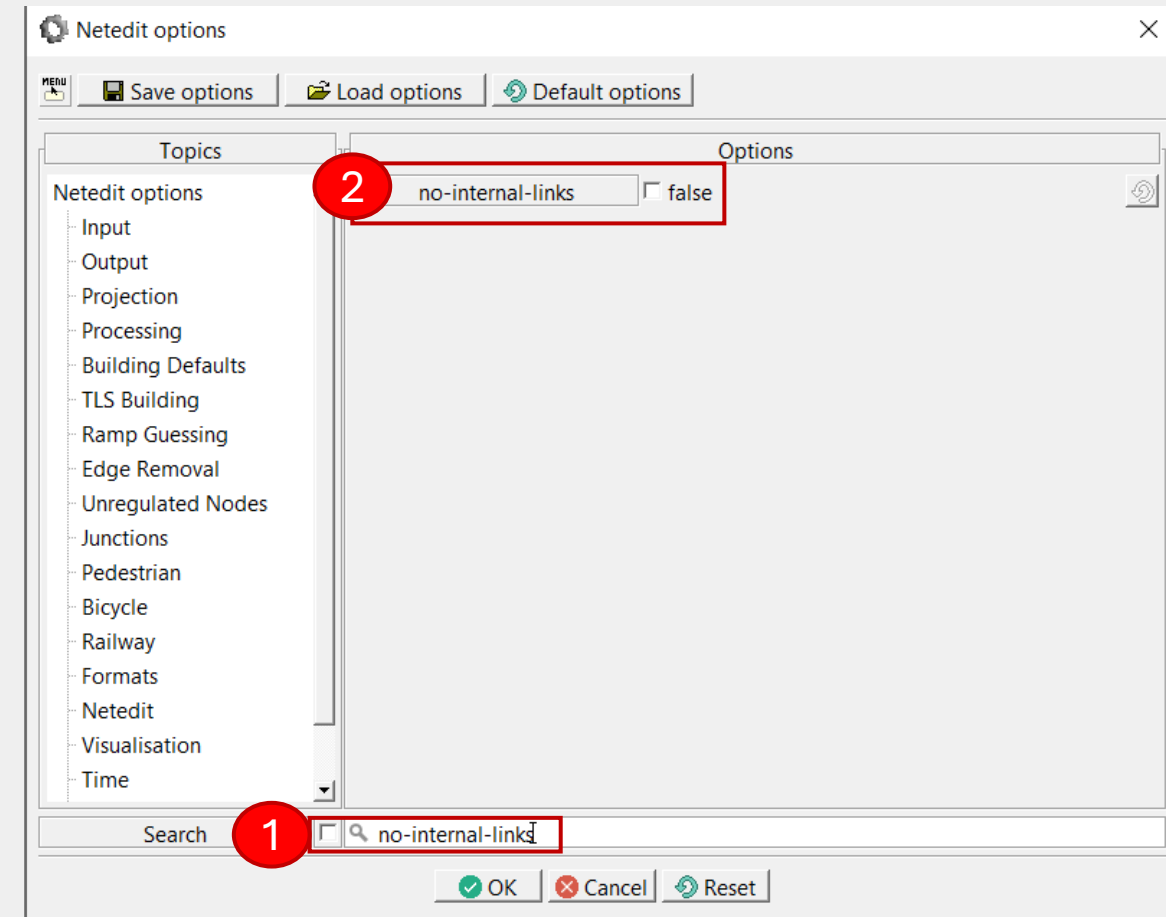 Netedit options
MENU
Save options Load options Default options
Topics Options
Netedit options
Input
Output
Projection
Processing
Building Defaults
TLS Building
Ramp Guessing
Edge Removal
Unregulated Nodes
Junctions
Pedestrian
Bicycle
Railway
Formats
Netedit
Visualisation
Time
2 no-internal-links false
Search 1 no-internal-links
OK Cancel Reset